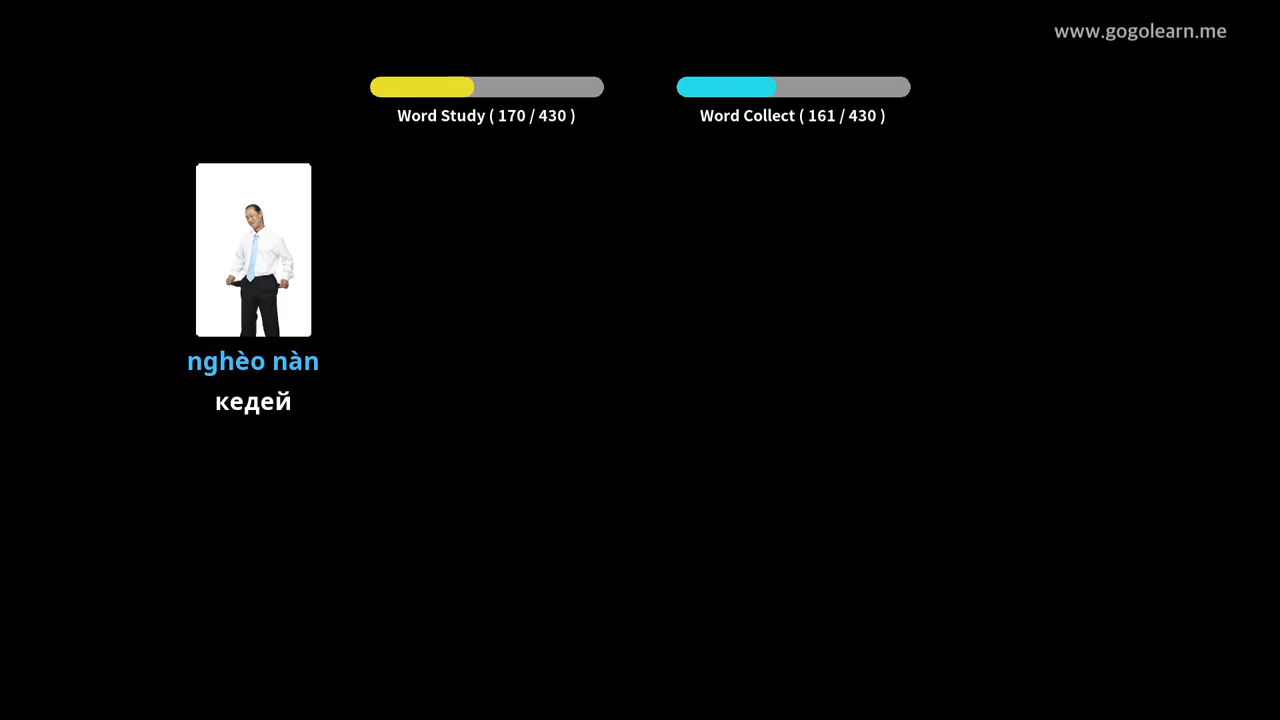 www.gogolearn.me
Word Study ( 170 / 430 )
Word Collect ( 161 / 430 )
nghèo nàn
кедей